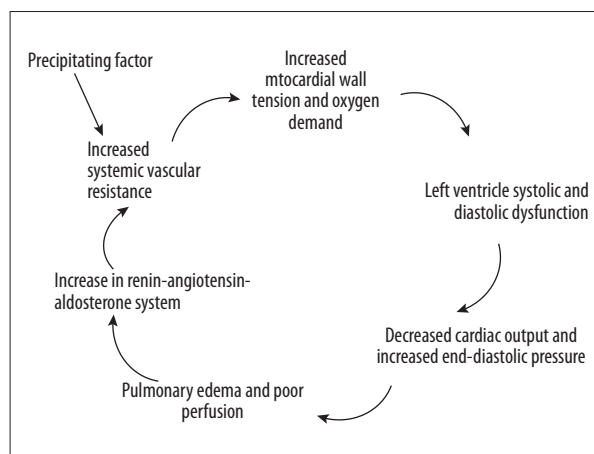 Precipitating factor
Increased
systemic vascular
resistance
Increased
mtocardial wall
tension and oxygen
demand
Left ventricle systolic and
diastolic dysfunction
Decreased cardiac output and
increased end-diastolic pressure
Pulmonary edema and poor
perfusion
Increase in renin-angiotensin-
aldosterone system